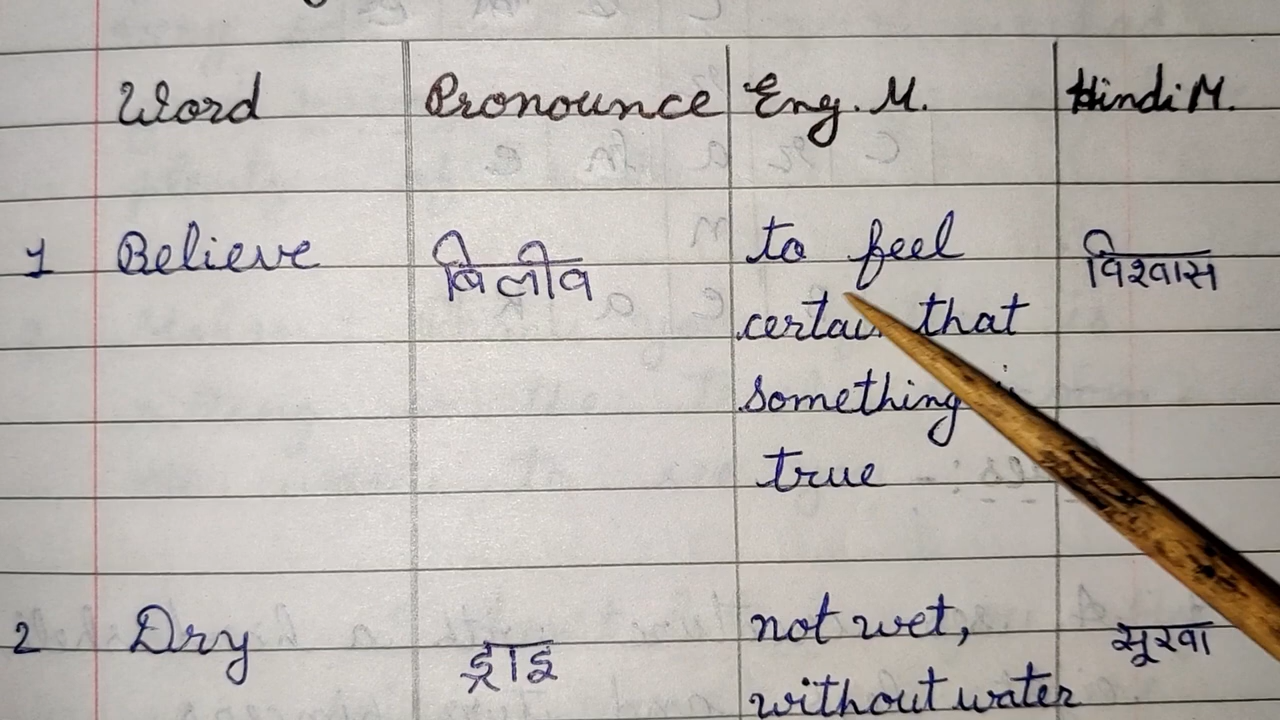 Word Pronounce Eng. M. Hindi M.
1 Believe बिलीव to feel विश्वास
certain that
something
true
2 Dry ड्राइ not wet, सूखा
without water